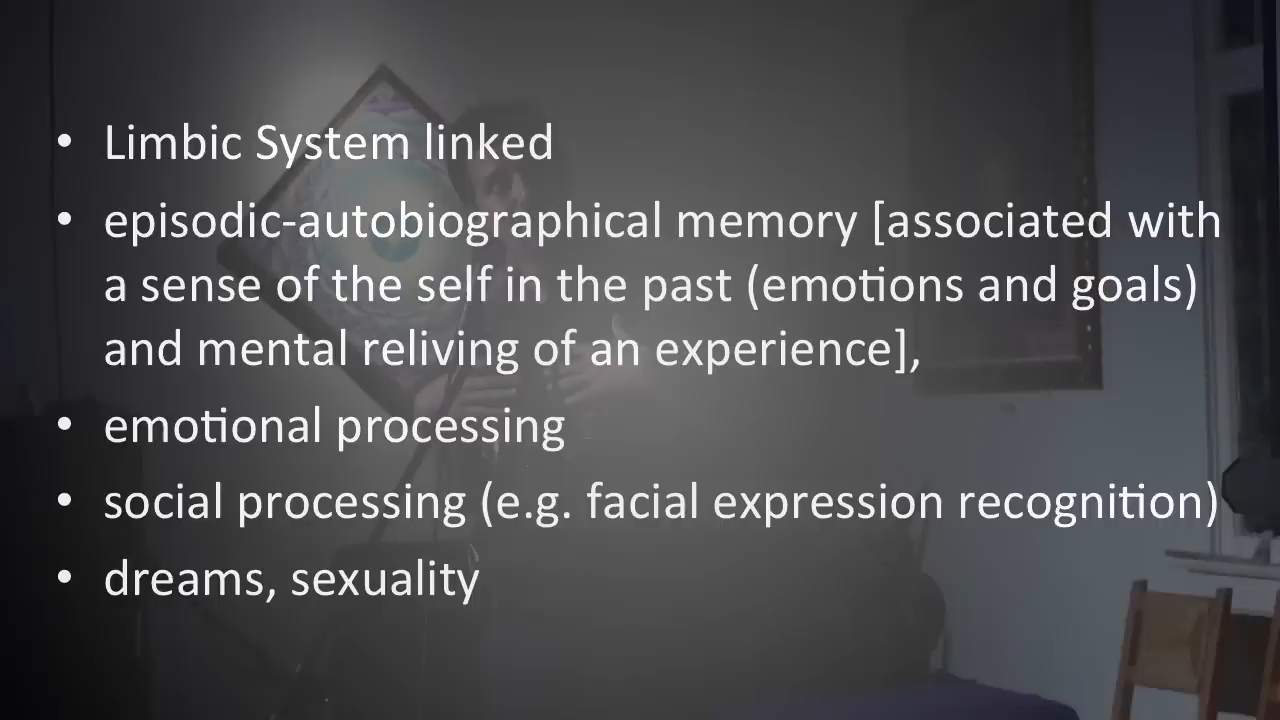 • Limbic System linked
• episodic-autobiographical memory [associated with
a sense of the self in the past (emotions and goals)
and mental reliving of an experience],
• emotional processing
• social processing (e.g. facial expression recognition)
• dreams, sexuality